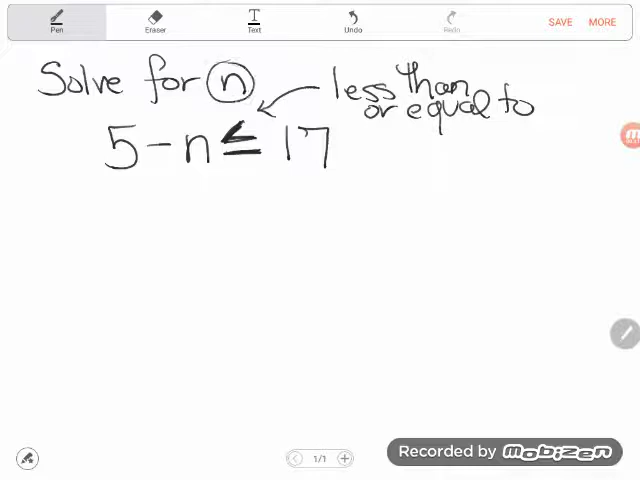 Pen Eraser Text Undo Redo SAVE MORE
Solve for n
less than
or equal to
5 - n ≤ 17
1/1
Recorded by mobizen